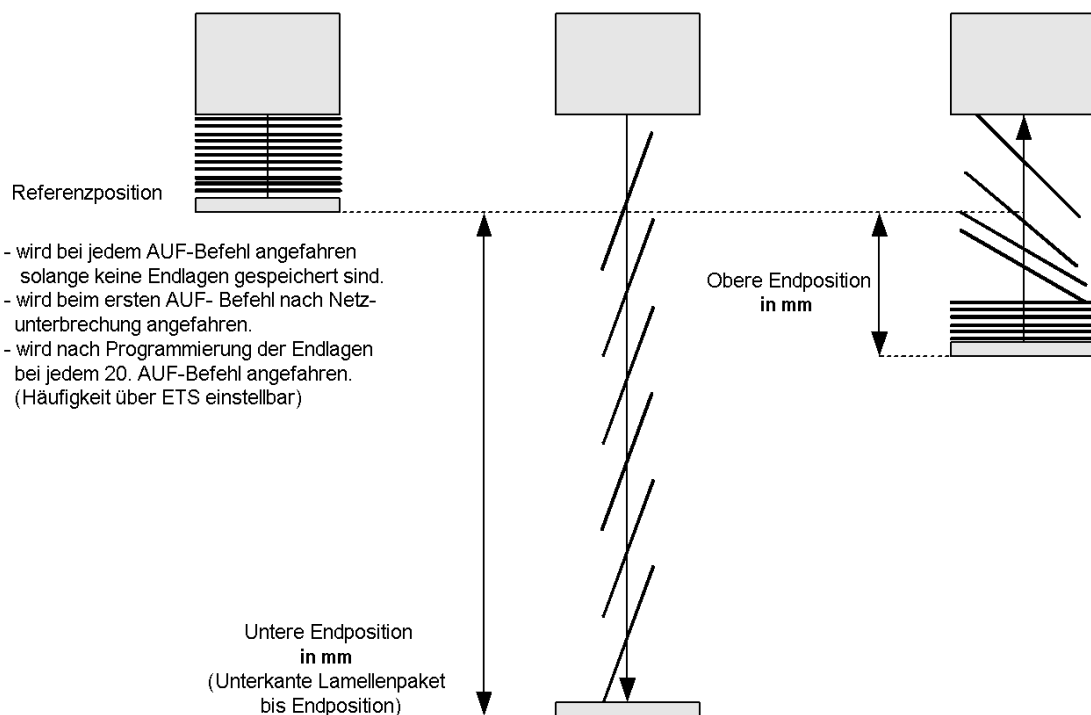 Referenzposition
- wird bei jedem AUF-Befehl angefahren
solange keine Endlagen gespeichert sind.
- wird beim ersten AUF- Befehl nach Netz-
unterbrechung angefahren.
- wird nach Programmierung der Endlagen
bei jedem 20. AUF-Befehl angefahren.
(Häufigkeit über ETS einstellbar)
Untere Endposition
in mm
(Unterkante Lamellenpaket
bis Endposition)
Obere Endposition
in mm